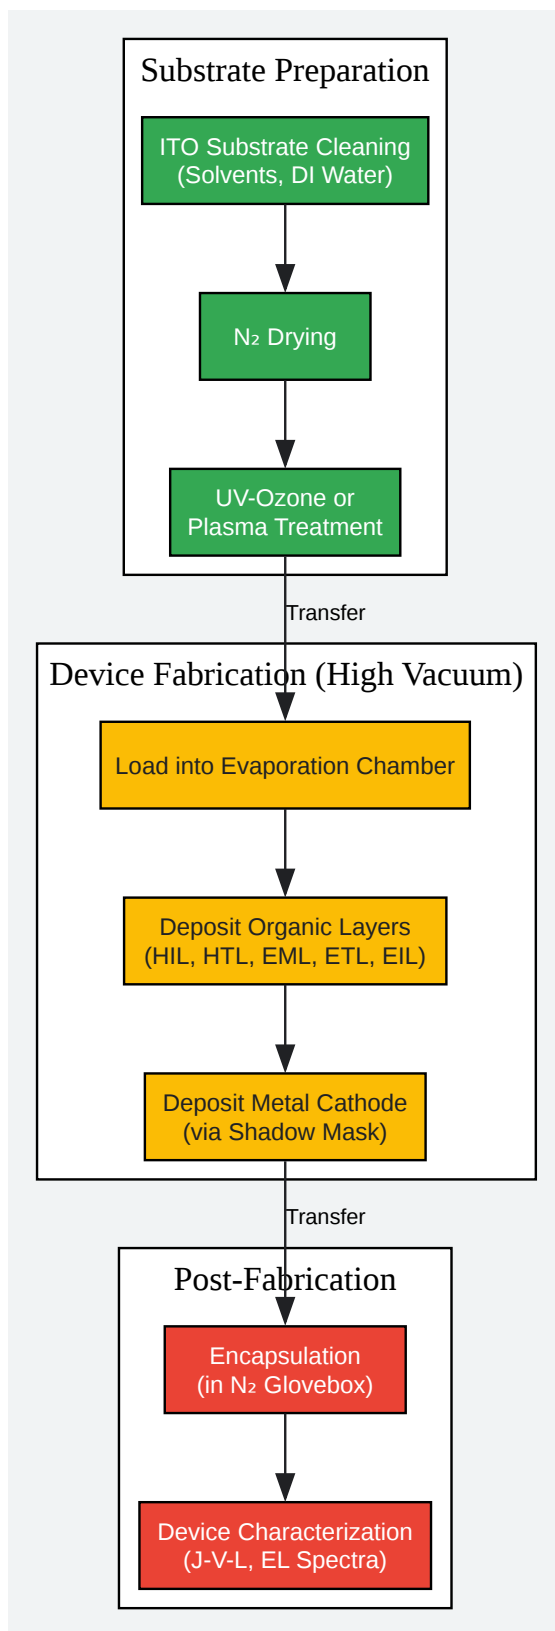 Substrate Preparation
ITO Substrate Cleaning
(Solvents, DI Water)
N₂ Drying
UV-Ozone or
Plasma Treatment
Transfer
Device Fabrication (High Vacuum)
Load into Evaporation Chamber
Deposit Organic Layers
(HIL, HTL, EML, ETL, EIL)
Deposit Metal Cathode
(via Shadow Mask)
Transfer
Post-Fabrication
Encapsulation
(in N₂ Glovebox)
Device Characterization
(J-V-L, EL Spectra)